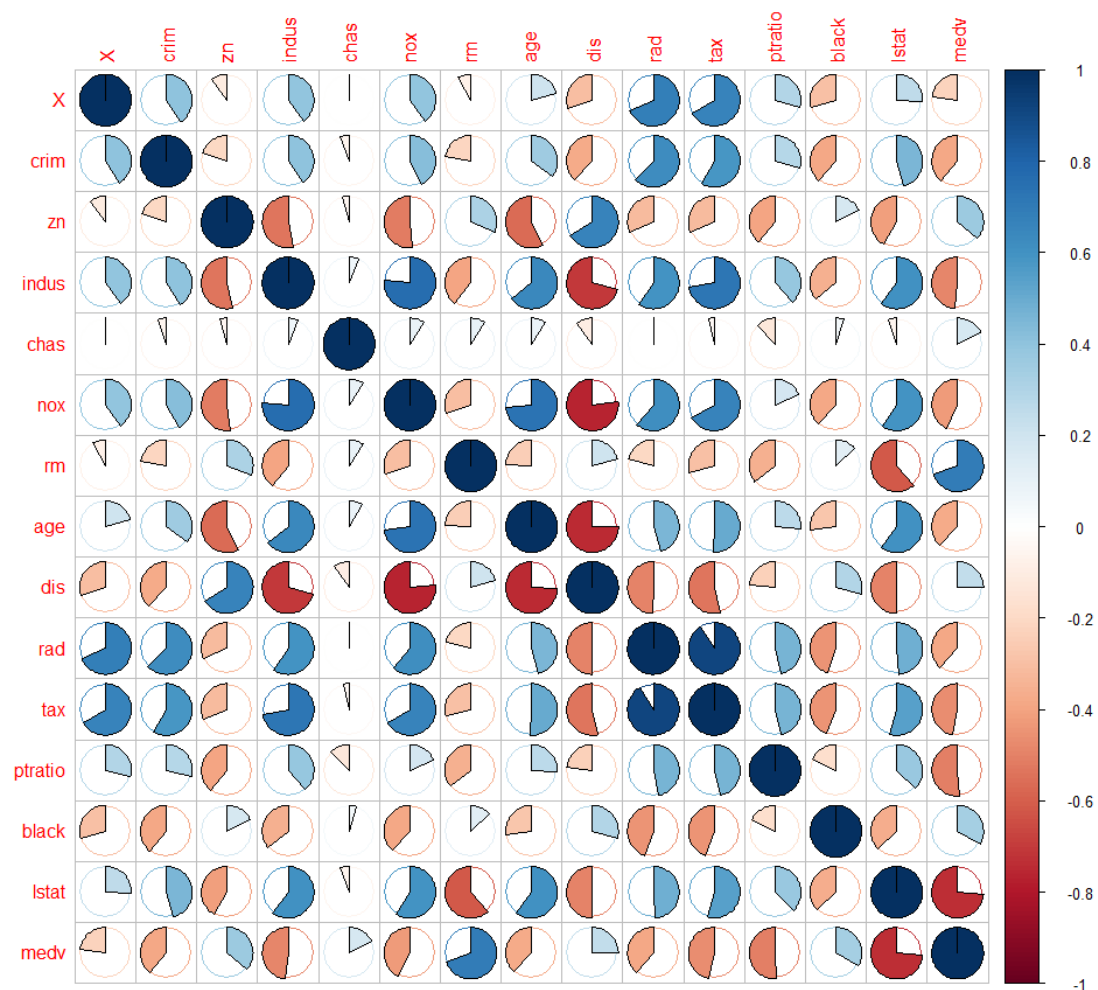 X crim zn indus chas nox rm age dis rad tax ptratio black lstat medv
X
crim
zn
indus
chas
nox
rm
age
dis
rad
tax
ptratio
black
lstat
medv
1
0.8
0.6
0.4
0.2
0
-0.2
-0.4
-0.6
-0.8
-1